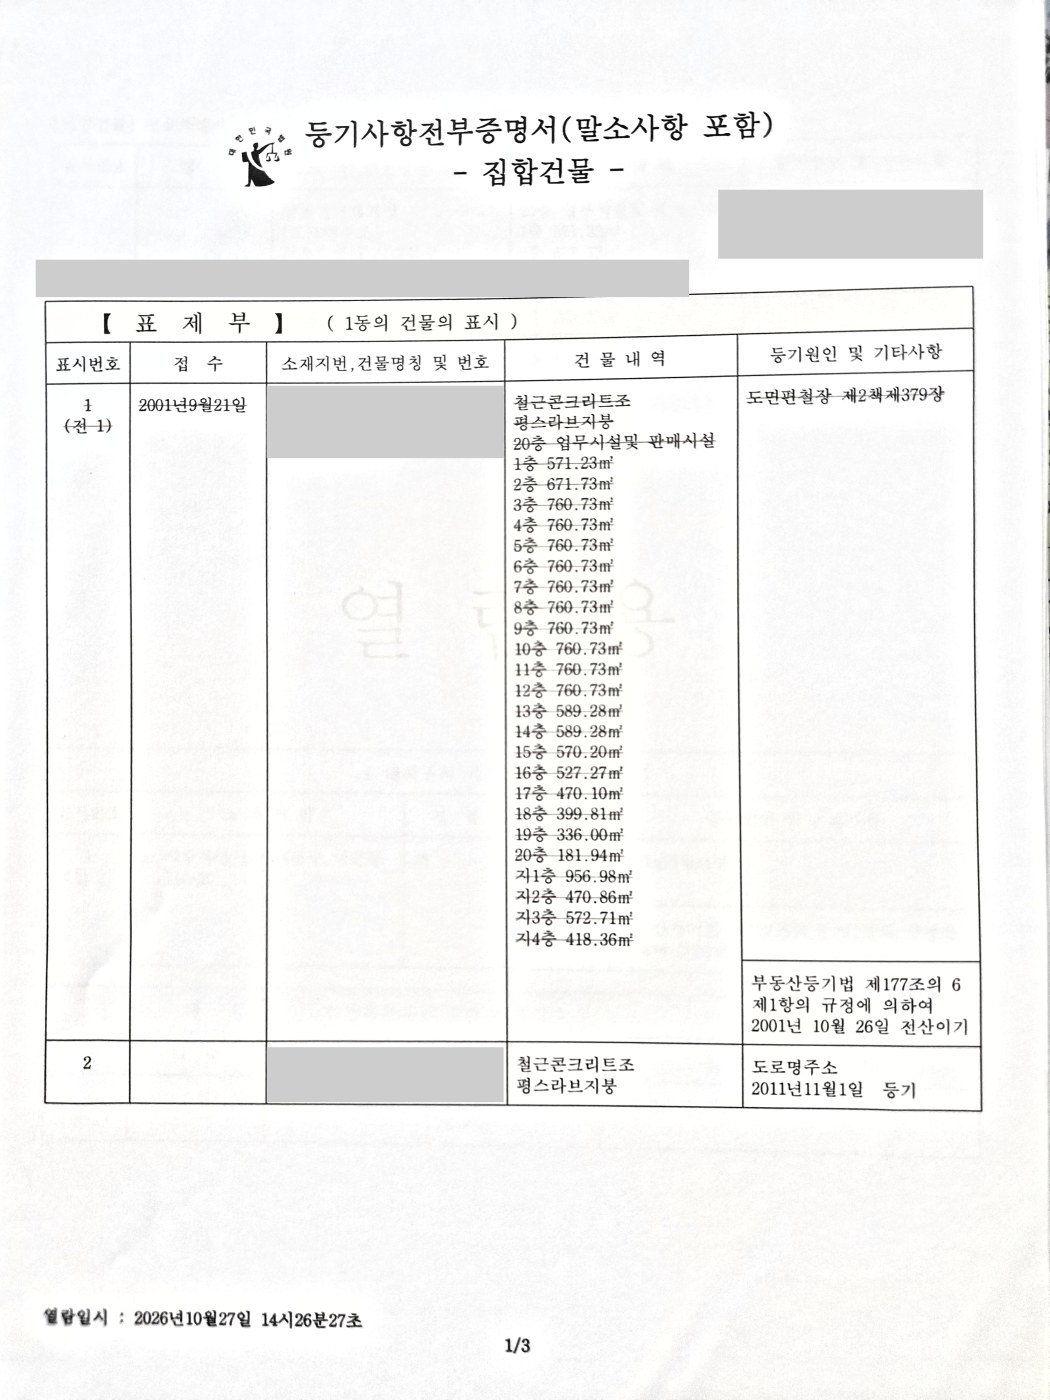 대한민국법원
등기사항전부증명서(말소사항 포함)
- 집합건물 -
【 표 제 부 】 ( 1동의 건물의 표시 )
표시번호 접 수 소재지번,건물명칭 및 번호 건 물 내 역 등기원인 및 기타사항
1 2001년9월21일 철근콘크리트조 도면편철장 제2책제379장
(전 1) 평스라브지붕
20층 업무시설및 판매시설
1층 571.23㎡
2층 671.73㎡
3층 760.73㎡
4층 760.73㎡
5층 760.73㎡
6층 760.73㎡
7층 760.73㎡
8층 760.73㎡
9층 760.73㎡
10층 760.73㎡
11층 760.73㎡
12층 760.73㎡
13층 589.28㎡
14층 589.28㎡
15층 570.20㎡
16층 527.27㎡
17층 470.10㎡
18층 399.81㎡
19층 336.00㎡
20층 181.94㎡
지1층 956.98㎡
지2층 470.86㎡
지3층 572.71㎡
지4층 418.36㎡
부동산등기법 제177조의 6
제1항의 규정에 의하여
2001년 10월 26일 전산이기
2 철근콘크리트조 도로명주소
평스라브지붕 2011년11월1일 등기
열람일시 : 2026년10월27일 14시26분27초
1/3